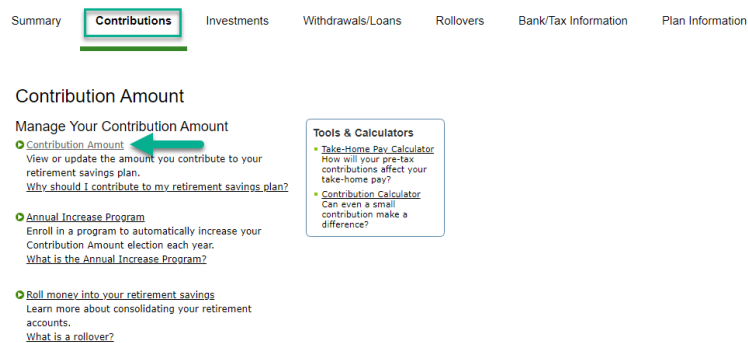 Summary Contributions Investments Withdrawals/Loans Rollovers Bank/Tax Information Plan Information
Contribution Amount
Manage Your Contribution Amount
Contribution Amount
View or update the amount you contribute to your
retirement savings plan.
Why should I contribute to my retirement savings plan?
Annual Increase Program
Enroll in a program to automatically increase your
Contribution Amount election each year.
What is the Annual Increase Program?
Roll money into your retirement savings
Learn more about consolidating your retirement
accounts.
What is a rollover?
Tools & Calculators
Take-Home Pay Calculator
How will your pre-tax
contributions affect your
take-home pay?
Contribution Calculator
Can even a small
contribution make a
difference?